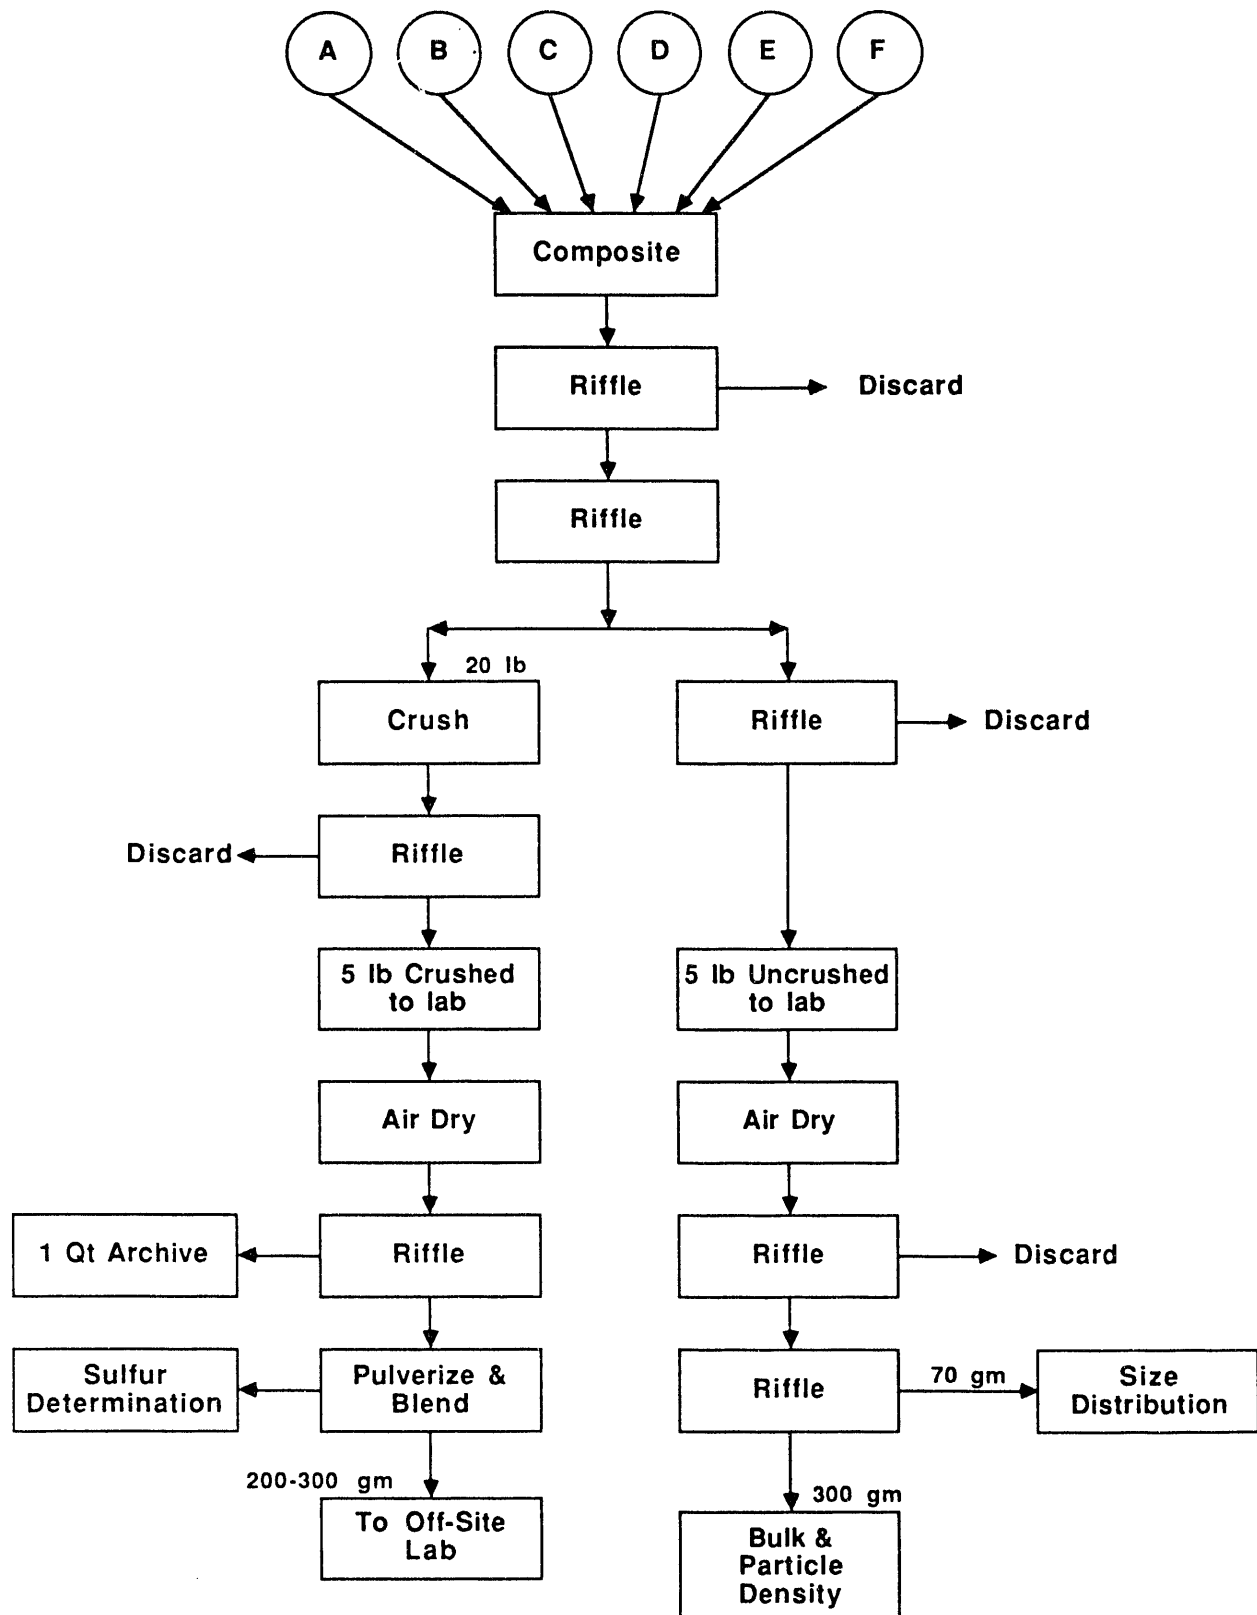 A B C D E F
Composite
Riffle
Discard
Riffle
20 lb
Crush
Riffle
Discard
Discard
Riffle
5 lb Crushed
to lab
5 lb Uncrushed
to lab
Air Dry
Air Dry
1 Qt Archive
Riffle
Riffle
Discard
Sulfur
Determination
Pulverize &
Blend
Riffle
70 gm
Size
Distribution
200-300 gm
To Off-Site
Lab
300 gm
Bulk &
Particle
Density